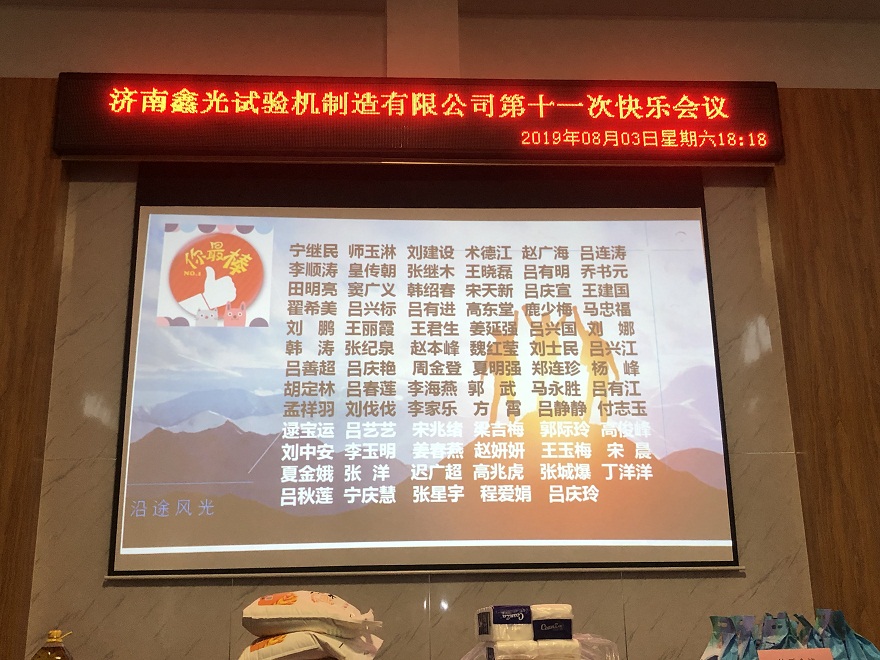 济南鑫光试验机制造有限公司第十一次快乐会议
2019年08月03日星期六18:18
你最棒
NO.1
宁继民 师玉淋 刘建设 术德江 赵广海 吕连涛
李顺涛 皇传朝 张继木 王晓磊 吕有明 乔书元
田明亮 窦广义 韩绍春 宋天新 吕庆宣 王建国
翟希美 吕兴标 吕有进 高东堂 鹿少梅 马忠福
刘 鹏 王丽霞 王君生 姜延强 吕兴国 刘 娜
韩 涛 张纪泉 赵本峰 魏红莹 刘士民 吕兴江
吕善超 吕庆艳 周金登 夏明强 郑连珍 杨 峰
胡定林 吕春莲 李海燕 郭 武 马永胜 吕有江
孟祥羽 刘伐伐 李家乐 方 霄 吕静静 付志玉
逯宝运 吕艺艺 宋兆绪 梁吉梅 郭际玲 高俊峰
刘中安 李玉明 姜春燕 赵妍妍 王玉梅 宋 晨
夏金娥 张 洋 迟广超 高兆虎 张城爆 丁洋洋
吕秋莲 宁庆慧 张星宇 程爱娟 吕庆玲
沿途风光